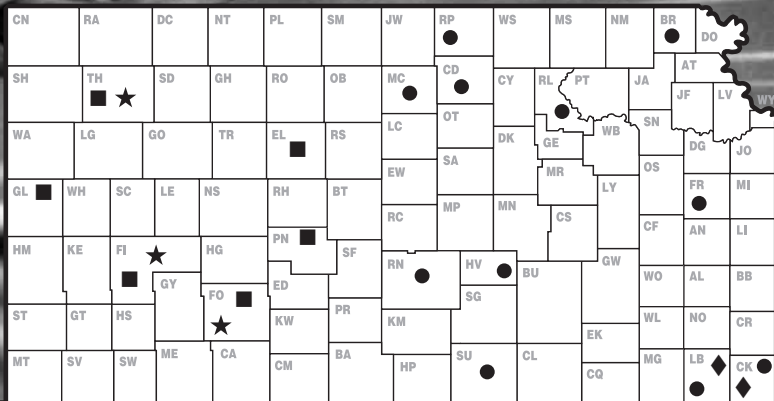 CN RA DC NT PL SM JW RP WS MS NM BR DO
SH TH SD GH RO OB MC CD CY RL PT JA AT
JF LV WY
WA LG GO TR EL RS LC OT DK GE WB SN DG JO
EW SA MR OS
GL WH SC LE NS RH BT RC MP MN CS LY FR MI
HM KE FI HG PN SF RN HV BU GW CF AN LI
GY FO ED SG WO AL BB
ST GT HS KW PR KM EK WL NO CR
MT SV SW ME CA CM BA HP SU CL CQ MG LB CK